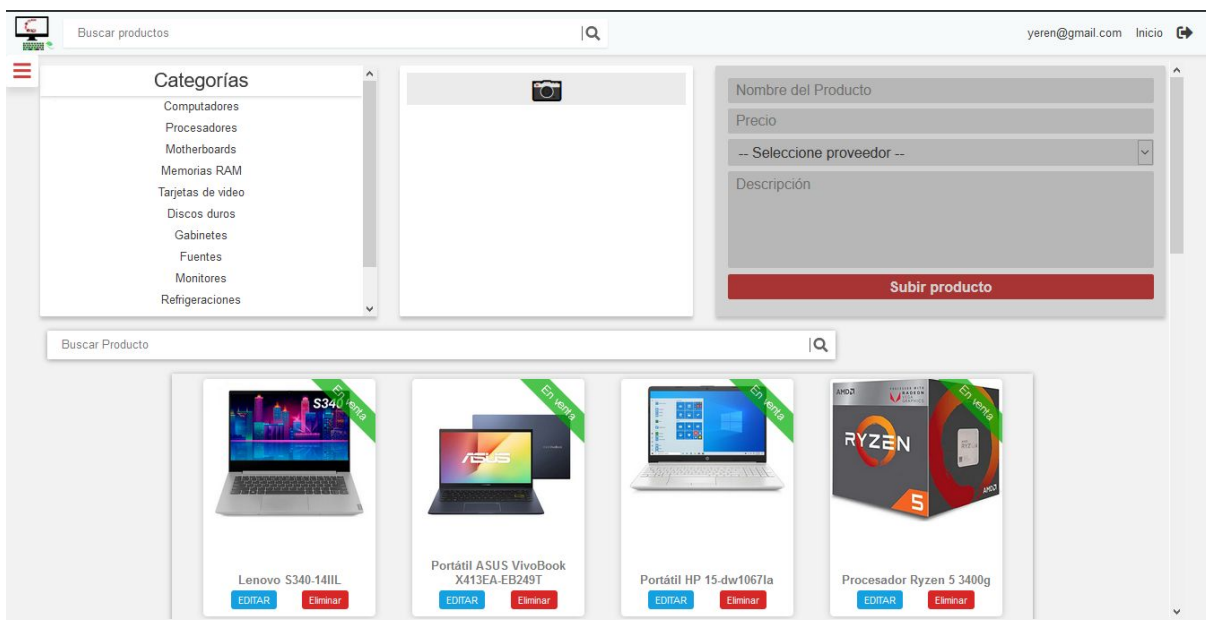 Buscar productos
yeren@gmail.com Inicio
Categorías
Computadores
Procesadores
Motherboards
Memorias RAM
Tarjetas de video
Discos duros
Gabinetes
Fuentes
Monitores
Refrigeraciones
Nombre del Producto
Precio
-- Seleccione proveedor --
Descripción
Subir producto
Buscar Producto
S340
En venta
ASUS
En venta
En venta
AMD
RADEON
RYZEN
5
AMD
En venta
Lenovo S340-14IIL
EDITAR Eliminar
Portátil ASUS VivoBook
X413EA-EB249T
EDITAR Eliminar
Portátil HP 15-dw1067la
EDITAR Eliminar
Procesador Ryzen 5 3400g
EDITAR Eliminar